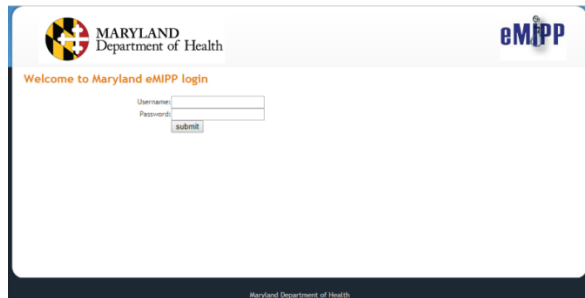 MARYLAND
Department of Health
eMIPP
Welcome to Maryland eMIPP login
Username:
Password:
submit
Maryland Department of Health